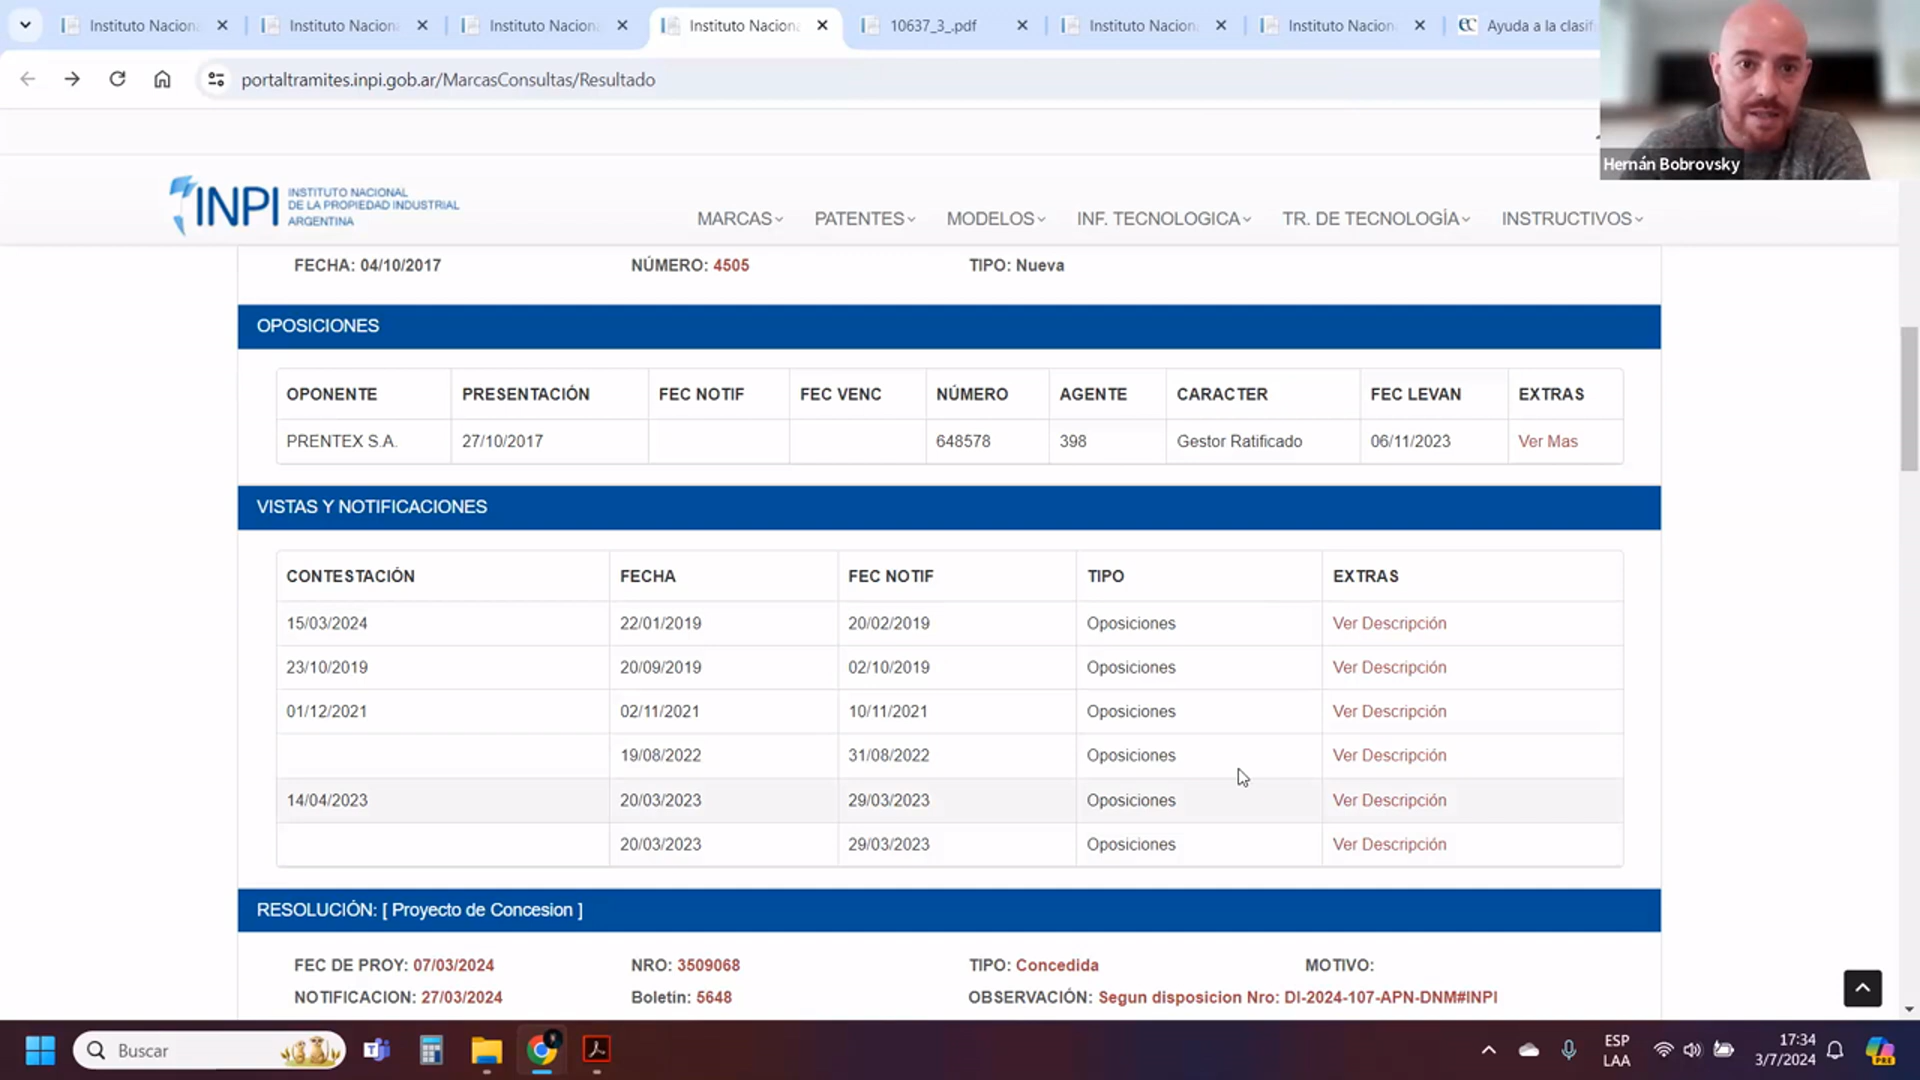 Instituto Naciona
Instituto Naciona
Instituto Naciona
Instituto Naciona
10637_3_.pdf
Instituto Nacion
Instituto Nacion
Ayuda a la clasif
portaltramites.inpi.gob.ar/MarcasConsultas/Resultado
Hernán Bobrovsky
INPI
INSTITUTO NACIONAL
DE LA PROPIEDAD INDUSTRIAL
ARGENTINA
MARCAS PATENTES MODELOS INF. TECNOLOGICA TR. DE TECNOLOGÍA INSTRUCTIVOS
FECHA: 04/10/2017 NÚMERO: 4505 TIPO: Nueva
OPOSICIONES
OPONENTE PRESENTACIÓN FEC NOTIF FEC VENC NÚMERO AGENTE CARACTER FEC LEVAN EXTRAS
PRENTEX S.A. 27/10/2017 648578 398 Gestor Ratificado 06/11/2023 Ver Mas
VISTAS Y NOTIFICACIONES
CONTESTACIÓN FECHA FEC NOTIF TIPO EXTRAS
15/03/2024 22/01/2019 20/02/2019 Oposiciones Ver Descripción
23/10/2019 20/09/2019 02/10/2019 Oposiciones Ver Descripción
01/12/2021 02/11/2021 10/11/2021 Oposiciones Ver Descripción
19/08/2022 31/08/2022 Oposiciones Ver Descripción
14/04/2023 20/03/2023 29/03/2023 Oposiciones Ver Descripción
20/03/2023 29/03/2023 Oposiciones Ver Descripción
RESOLUCIÓN: [ Proyecto de Concesion ]
FEC DE PROY: 07/03/2024 NRO: 3509068 TIPO: Concedida MOTIVO:
NOTIFICACION: 27/03/2024 Boletín: 5648 OBSERVACIÓN: Segun disposicion Nro: DI-2024-107-APN-DNM#INPI
Buscar
ESP
LAA
17:34
3/7/2024
PRE